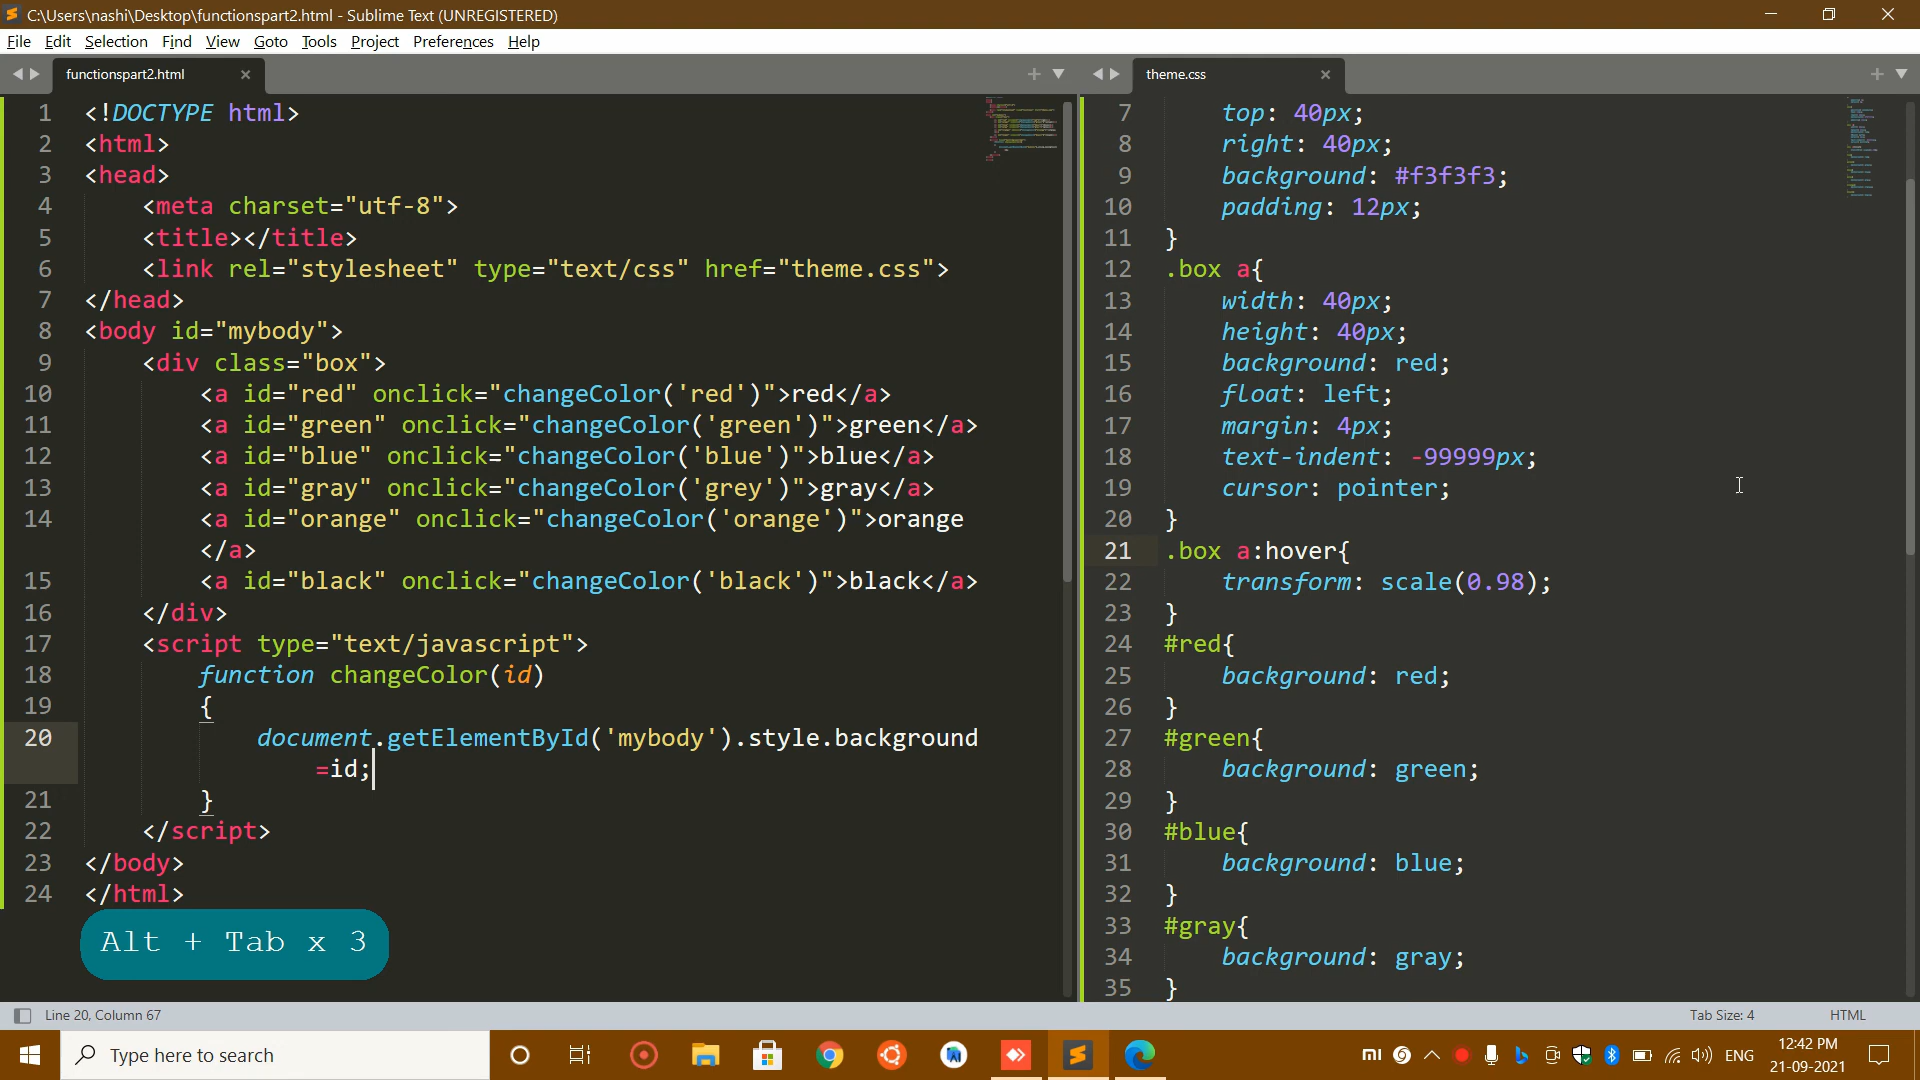 C:\Users\nashi\Desktop\functionspart2.html - Sublime Text (UNREGISTERED)
File Edit Selection Find View Goto Tools Project Preferences Help
functionspart2.html
1 <!DOCTYPE html>
2 <html>
3 <head>
4 <meta charset="utf-8">
5 <title></title>
6 <link rel="stylesheet" type="text/css" href="theme.css">
7 </head>
8 <body id="mybody">
9 <div class="box">
10 <a id="red" onclick="changeColor('red')">red</a>
11 <a id="green" onclick="changeColor('green')">green</a>
12 <a id="blue" onclick="changeColor('blue')">blue</a>
13 <a id="gray" onclick="changeColor('grey')">gray</a>
14 <a id="orange" onclick="changeColor('orange')">orange
</a>
15 <a id="black" onclick="changeColor('black')">black</a>
16 </div>
17 <script type="text/javascript">
18 function changeColor(id)
19 {
20 document.getElementById('mybody').style.background
=id;
21 }
22 </script>
23 </body>
24 </html>
Alt + Tab x 3
theme.css
7 top: 40px;
8 right: 40px;
9 background: #f3f3f3;
10 padding: 12px;
11 }
12 .box a{
13 width: 40px;
14 height: 40px;
15 background: red;
16 float: left;
17 margin: 4px;
18 text-indent: -99999px;
19 cursor: pointer;
20 }
21 .box a:hover{
22 transform: scale(0.98);
23 }
24 #red{
25 background: red;
26 }
27 #green{
28 background: green;
29 }
30 #blue{
31 background: blue;
32 }
33 #gray{
34 background: gray;
35 }
Line 20, Column 67
Tab Size: 4
HTML
Type here to search
ENG
12:42 PM
21-09-2021